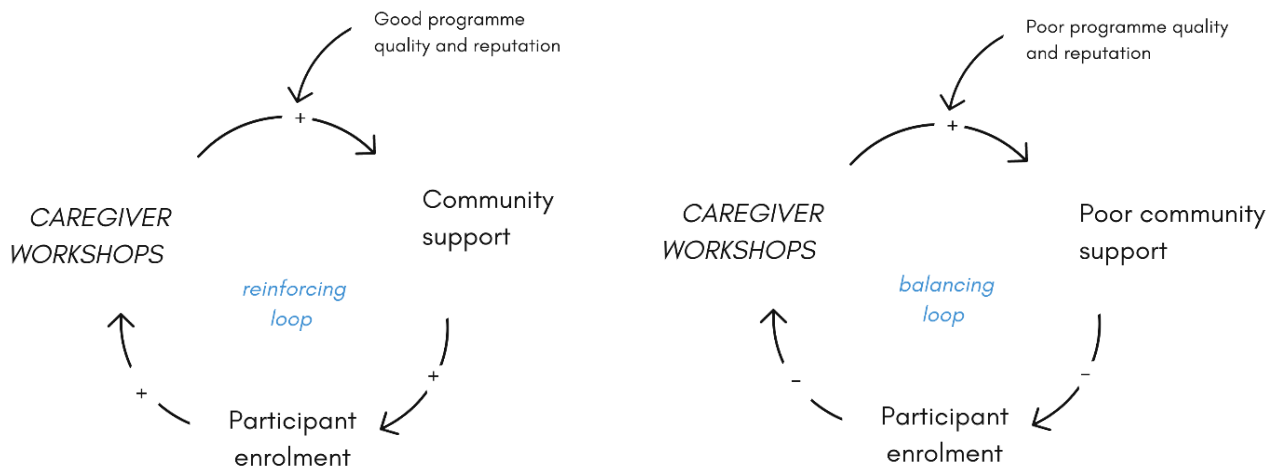 Good programme
quality and reputation
+
CAREGIVER
WORKSHOPS
Community
support
reinforcing
loop
+
+
Participant
enrolment
Poor programme quality
and reputation
+
CAREGIVER
WORKSHOPS
Poor community
support
balancing
loop
–
–
Participant
enrolment